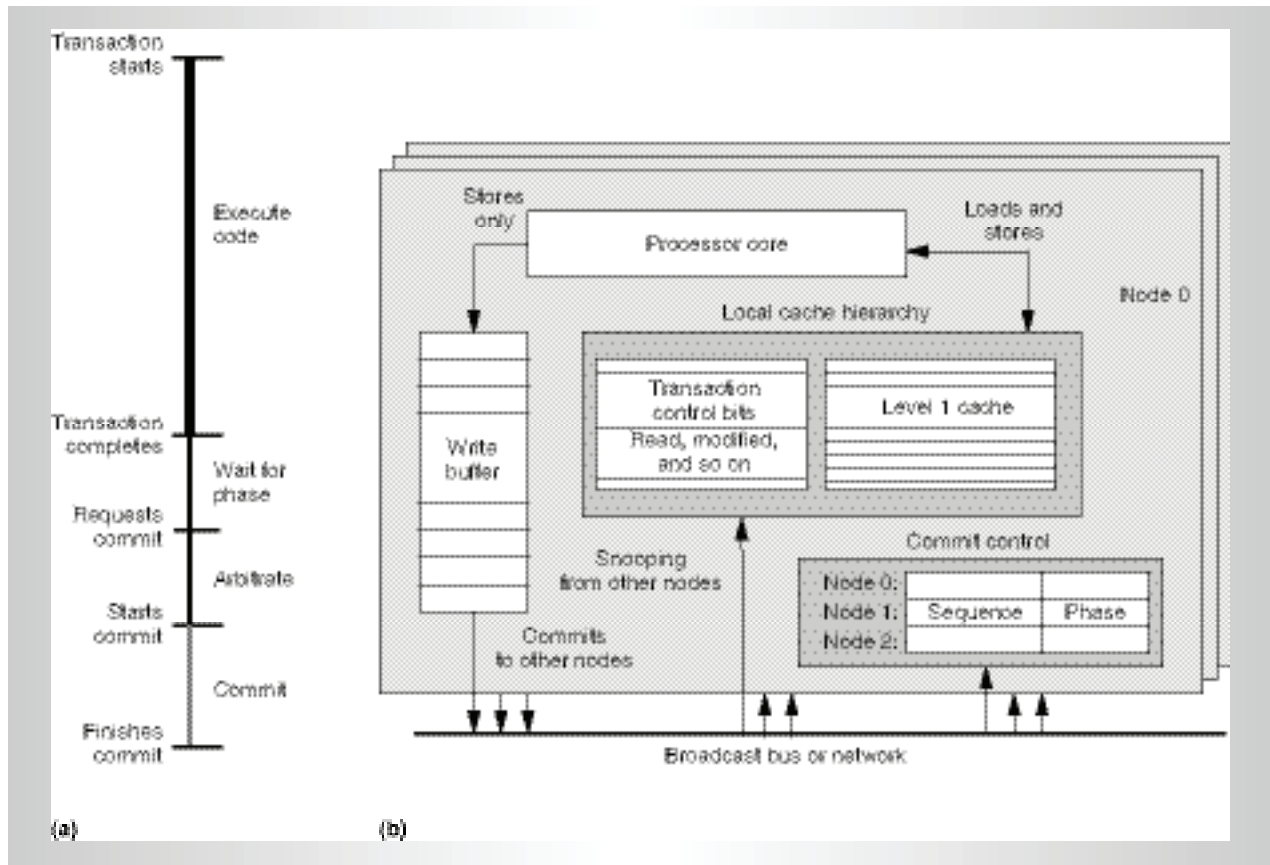 Transaction
starts
Execute
code
Transaction
completes
Wait for
phase
Requests
commit
Arbitrate
Starts
commit
Commit
Finishes
commit
(a)
Stores
only
Processor core
Loads and
stores
Node 0
Local cache hierarchy
Transaction
control bits
Read, modified,
and so on
Level 1 cache
Write
buffer
Snooping
from other nodes
Commit control
Node 0:
Node 1: Sequence Phase
Node 2:
Commits
to other nodes
Broadcast bus or network
(b)